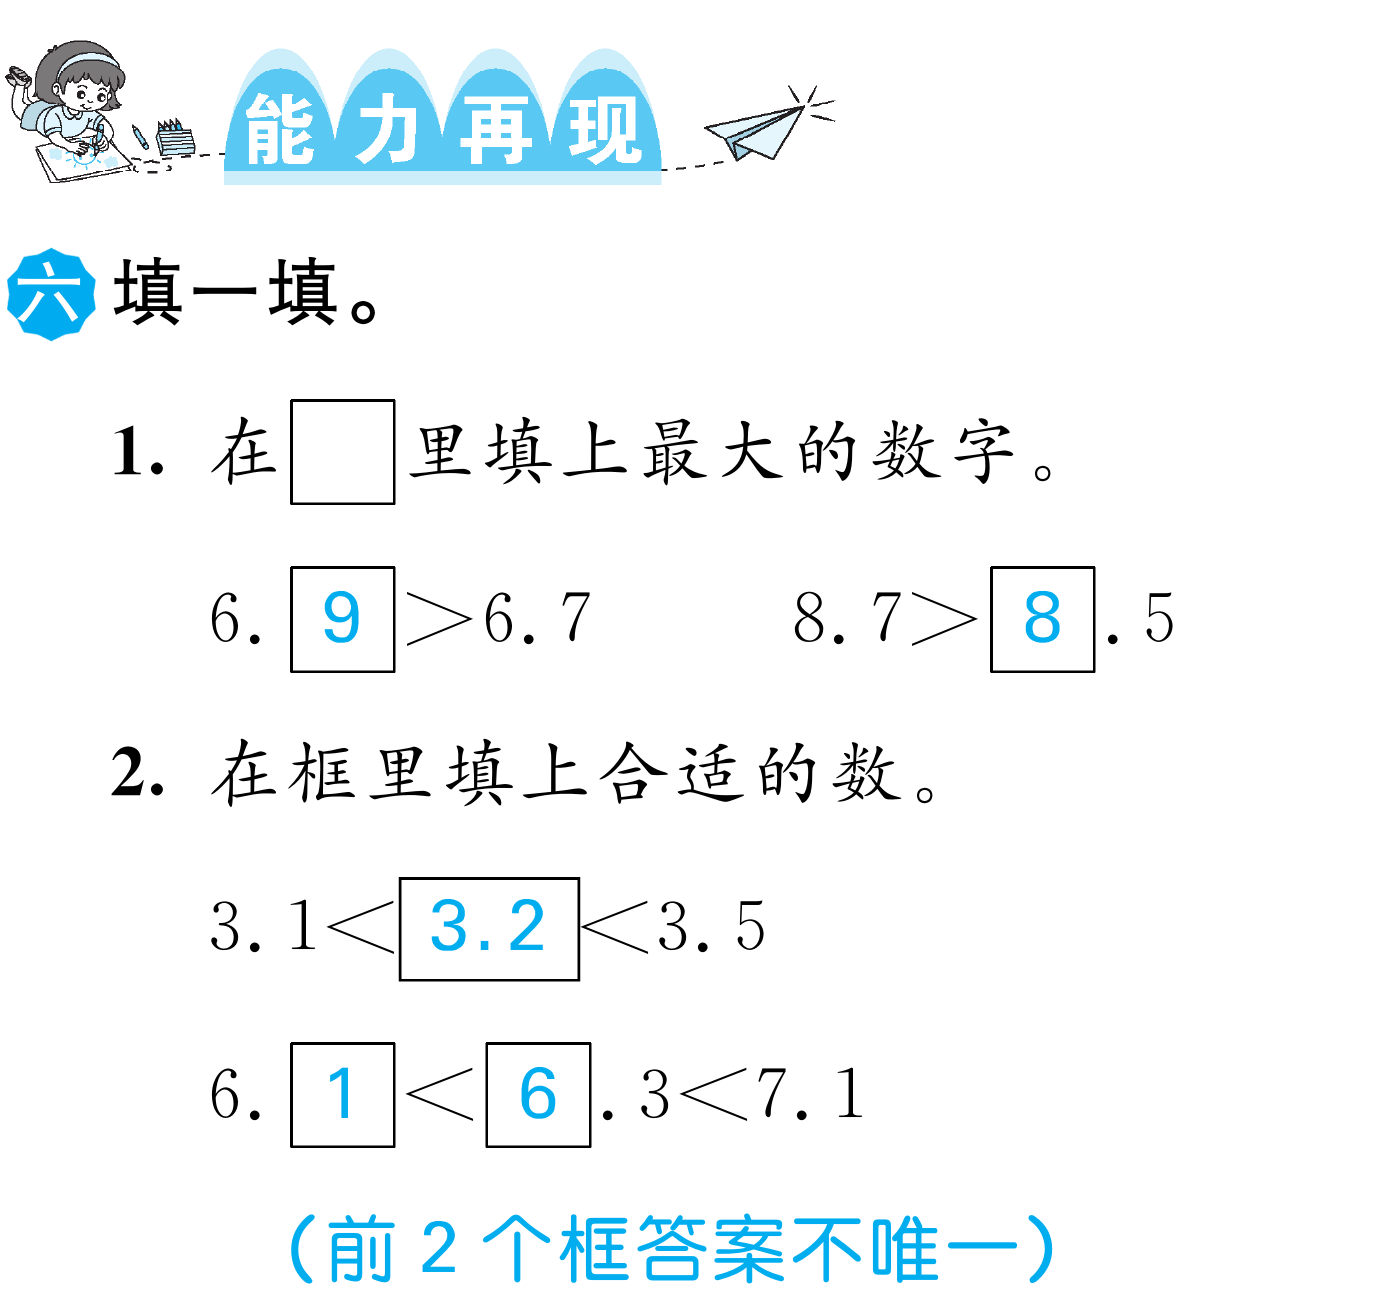 能力再现
六 填一填。
1. 在□里填上最大的数字。
6. 9 >6. 7 8. 7> 8 . 5
2. 在框里填上合适的数。
3. 1< 3.2 <3. 5
6. 1 < 6 . 3<7. 1
(前 2 个框答案不唯一)